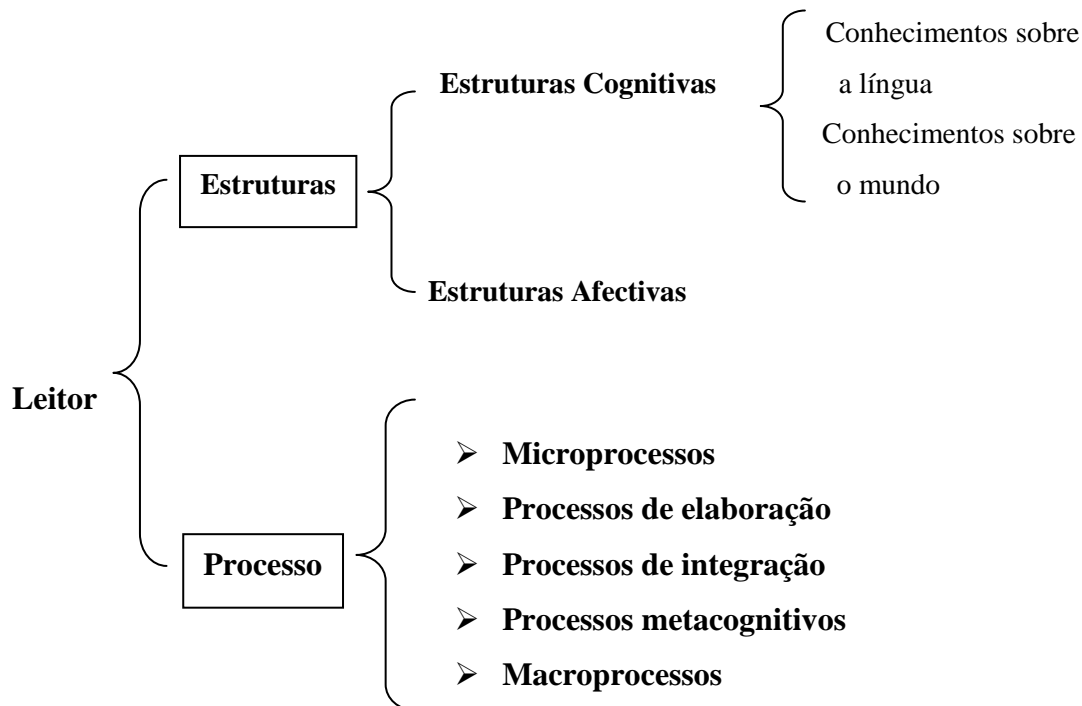 Conhecimentos sobre
Estruturas Cognitivas
a língua
Conhecimentos sobre
o mundo
Estruturas
Estruturas Afectivas
Leitor
➢ Microprocessos
➢ Processos de elaboração
Processo
➢ Processos de integração
➢ Processos metacognitivos
➢ Macroprocessos